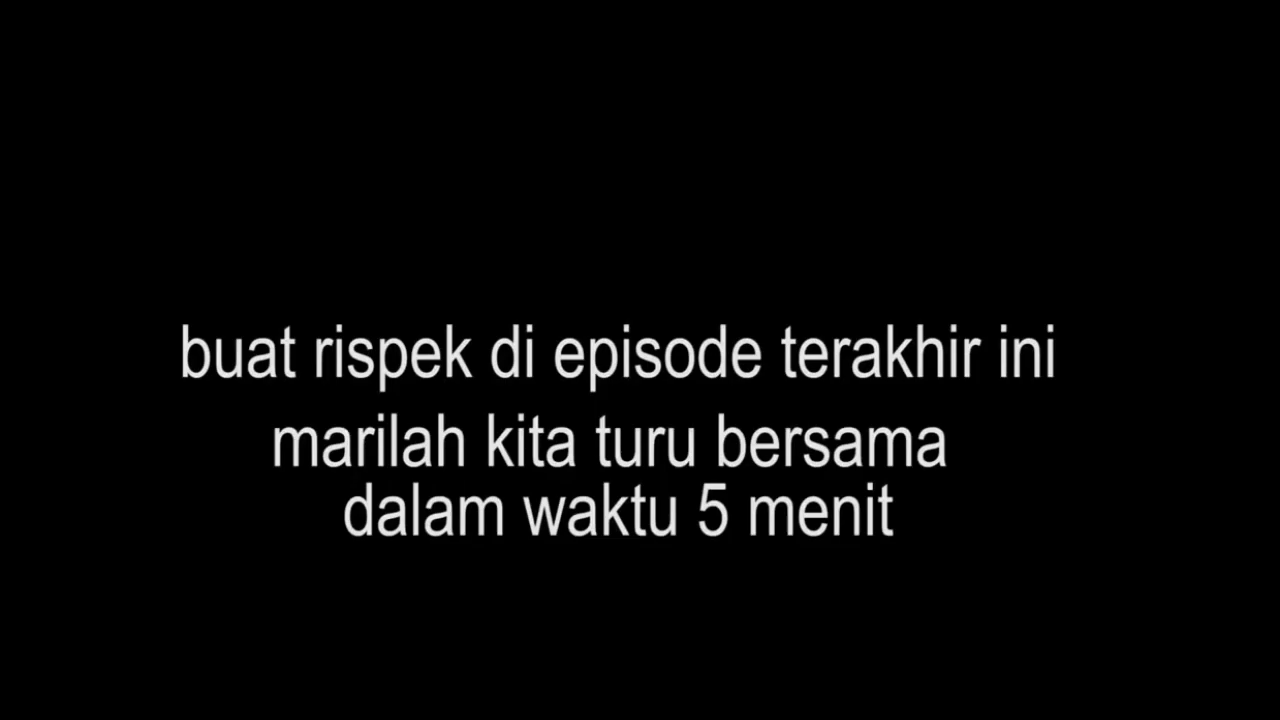 buat rispek di episode terakhir ini
marilah kita turu bersama
dalam waktu 5 menit